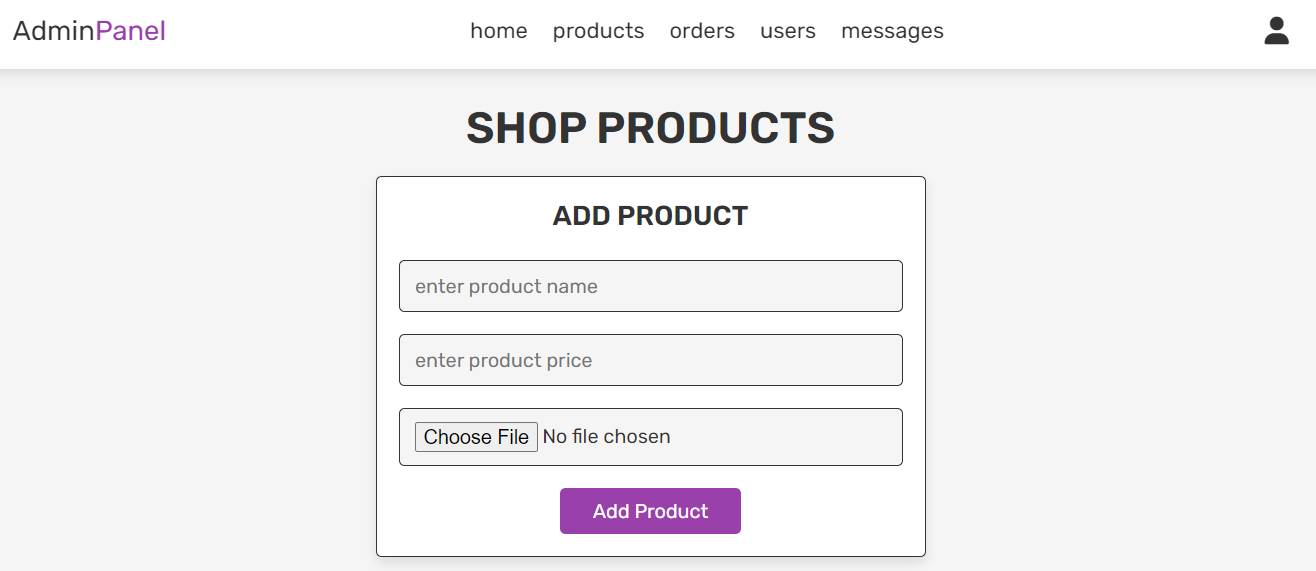 AdminPanel home products orders users messages
SHOP PRODUCTS
ADD PRODUCT
enter product name
enter product price
Choose File No file chosen
Add Product